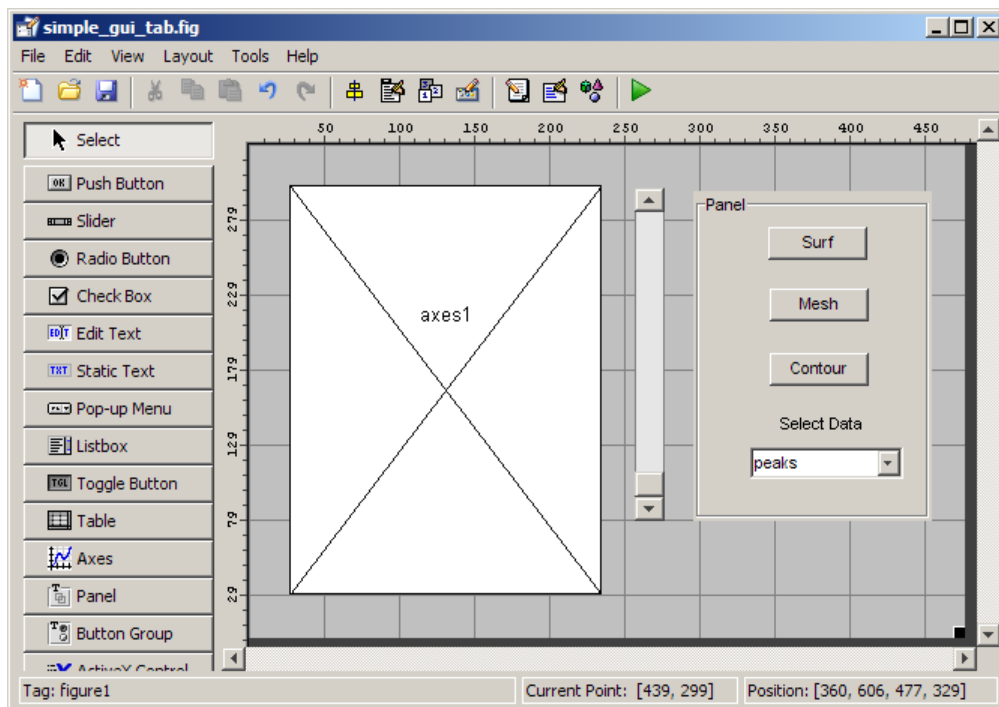 simple_gui_tab.fig
File Edit View Layout Tools Help
Select
Push Button
Slider
Radio Button
Check Box
Edit Text
Static Text
Pop-up Menu
Listbox
Toggle Button
Table
Axes
Panel
Button Group
ActiveX Control
50 100 150 200 250 300 350 400 450
279
229
179
129
79
29
axes1
Panel
Surf
Mesh
Contour
Select Data
peaks
Tag: figure1
Current Point: [439, 299]
Position: [360, 606, 477, 329]